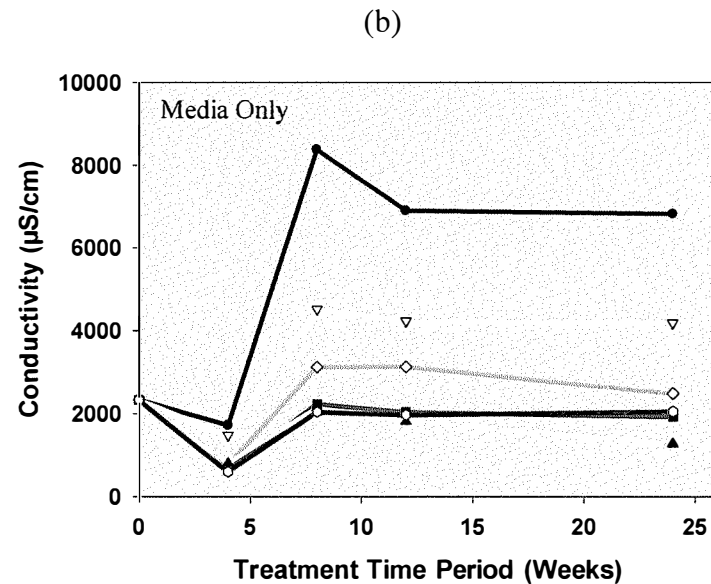 (b)
10000
Media Only
8000
6000
4000
2000
0
Conductivity (µS/cm)
0 5 10 15 20 25
Treatment Time Period (Weeks)